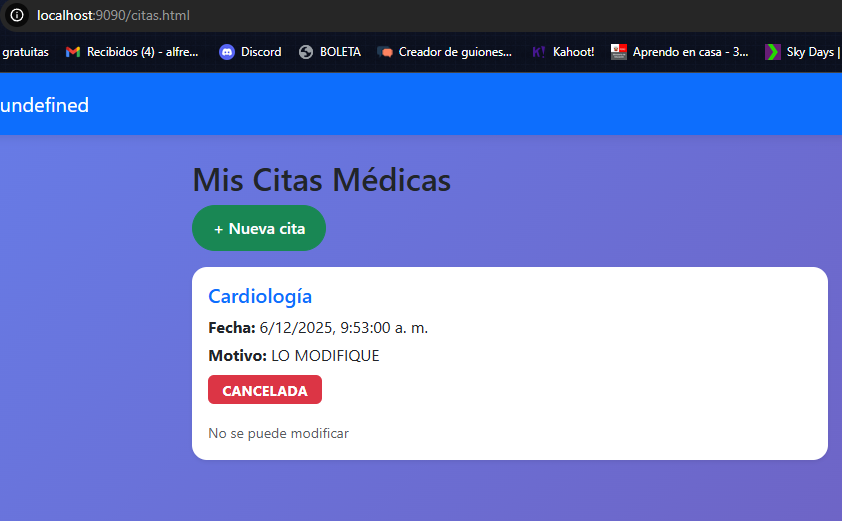 localhost:9090/citas.html
gratuitas Recibidos (4) - alfre... Discord BOLETA Creador de guiones... K! Kahoot! Aprendo en casa - 3... Sky Days |
undefined
Mis Citas Médicas
+ Nueva cita
Cardiología
Fecha: 6/12/2025, 9:53:00 a. m.
Motivo: LO MODIFIQUE
CANCELADA
No se puede modificar